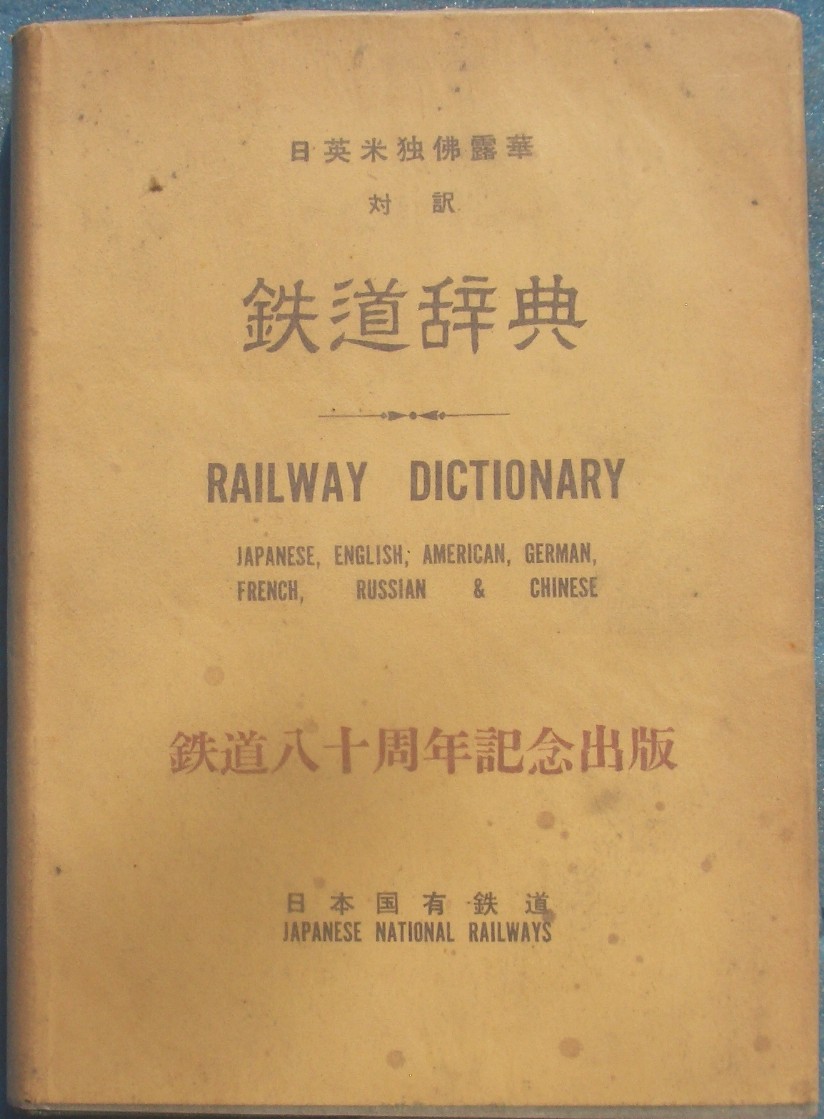 日英米独佛露華
対訳
鉄道辞典
RAILWAY DICTIONARY
JAPANESE, ENGLISH, AMERICAN, GERMAN,
FRENCH, RUSSIAN & CHINESE
鉄道八十周年記念出版
日本国有鉄道
JAPANESE NATIONAL RAILWAYS